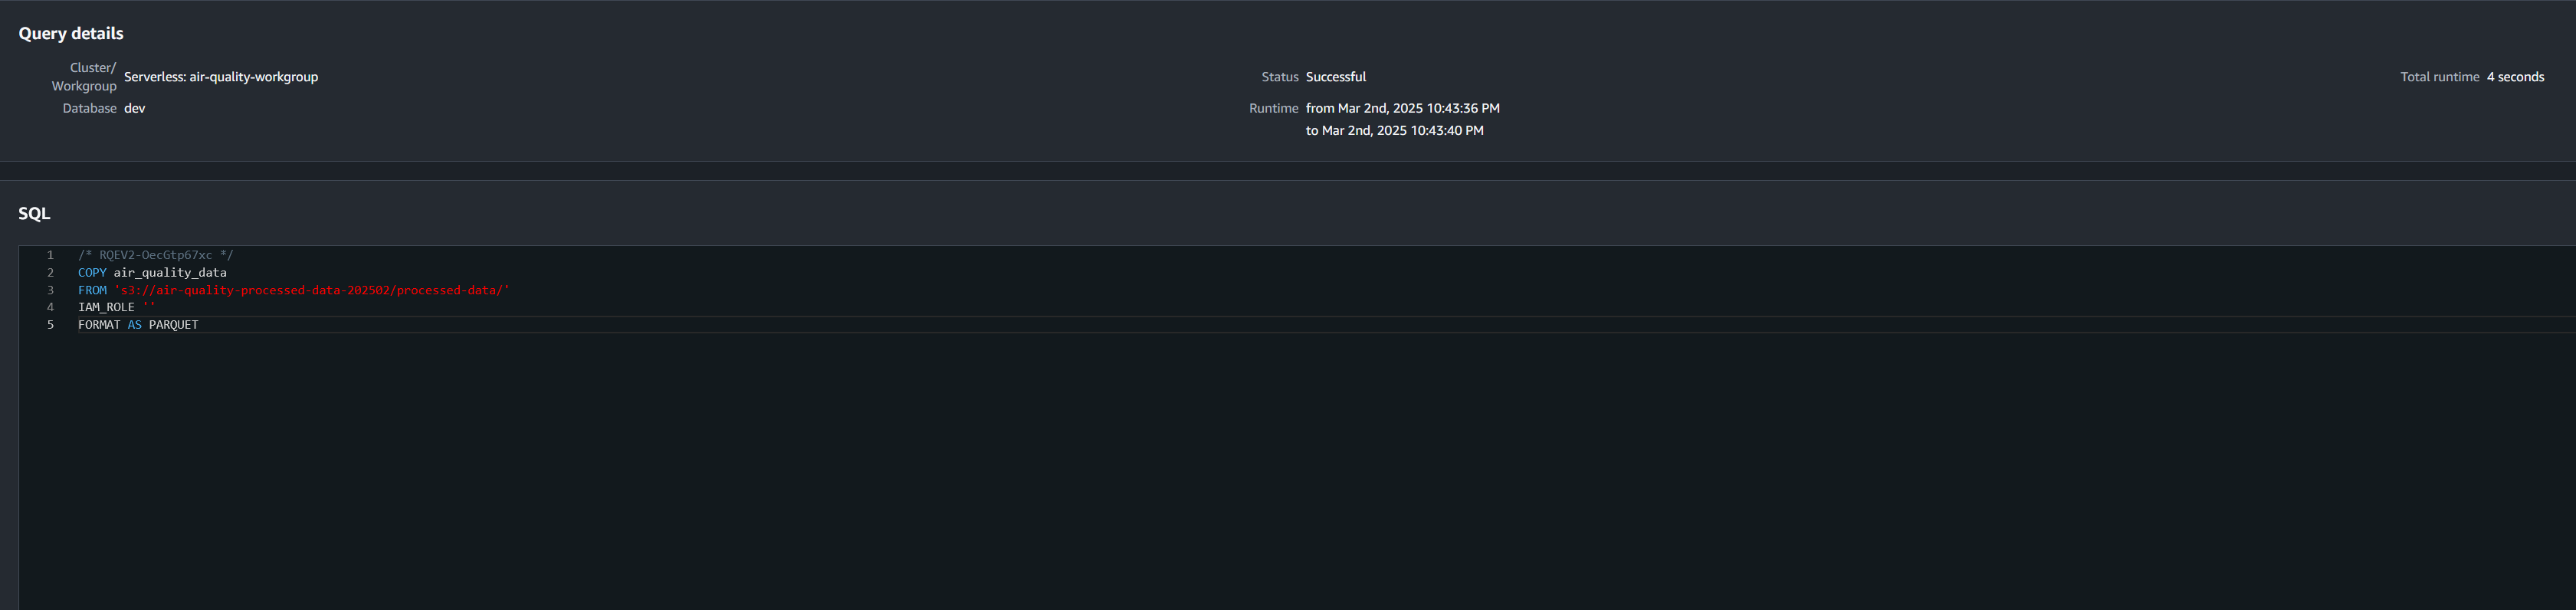 Query details
Cluster/
Workgroup
Serverless: air-quality-workgroup
Database dev
Status Successful
Runtime from Mar 2nd, 2025 10:43:36 PM
to Mar 2nd, 2025 10:43:40 PM
Total runtime 4 seconds
SQL
1 /* RQEV2-OecGtp67xc */
2 COPY air_quality_data
3 FROM 's3://air-quality-processed-data-202502/processed-data/'
4 IAM_ROLE ''
5 FORMAT AS PARQUET